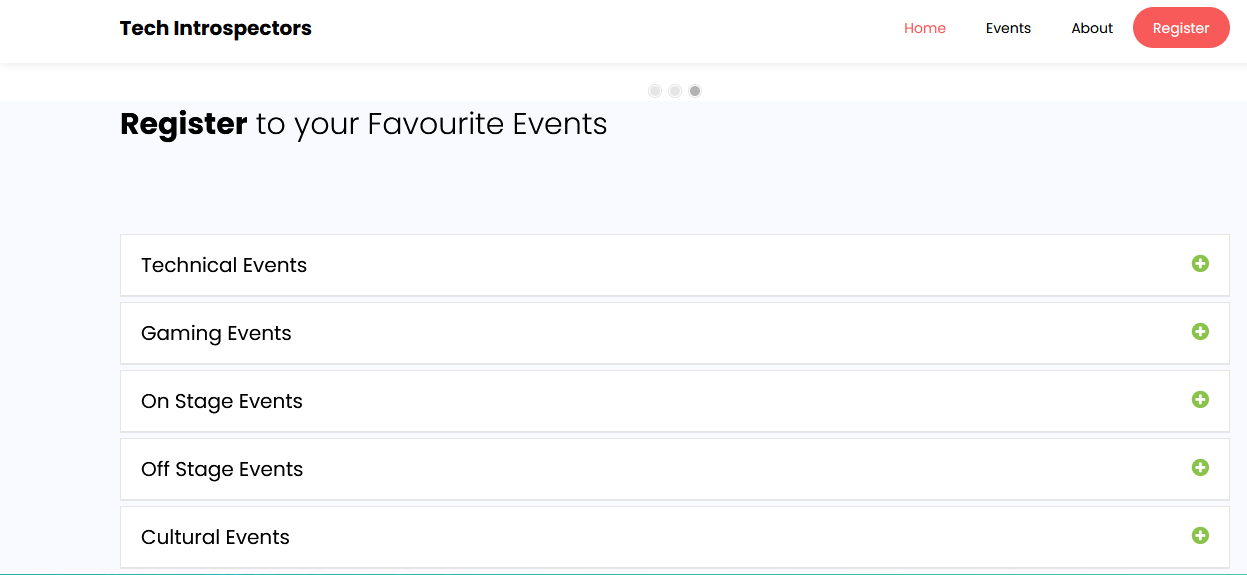 Tech Introspectors
Home Events About Register
Register to your Favourite Events
Technical Events
Gaming Events
On Stage Events
Off Stage Events
Cultural Events